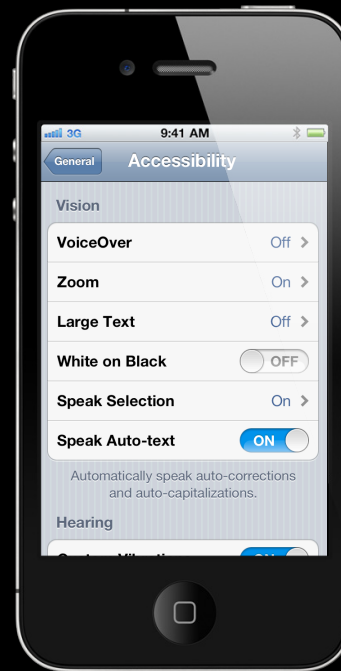 3G 9:41 AM
General Accessibility
Vision
VoiceOver Off
Zoom On
Large Text Off
White on Black OFF
Speak Selection On
Speak Auto-text ON
Automatically speak auto-corrections
and auto-capitalizations.
Hearing